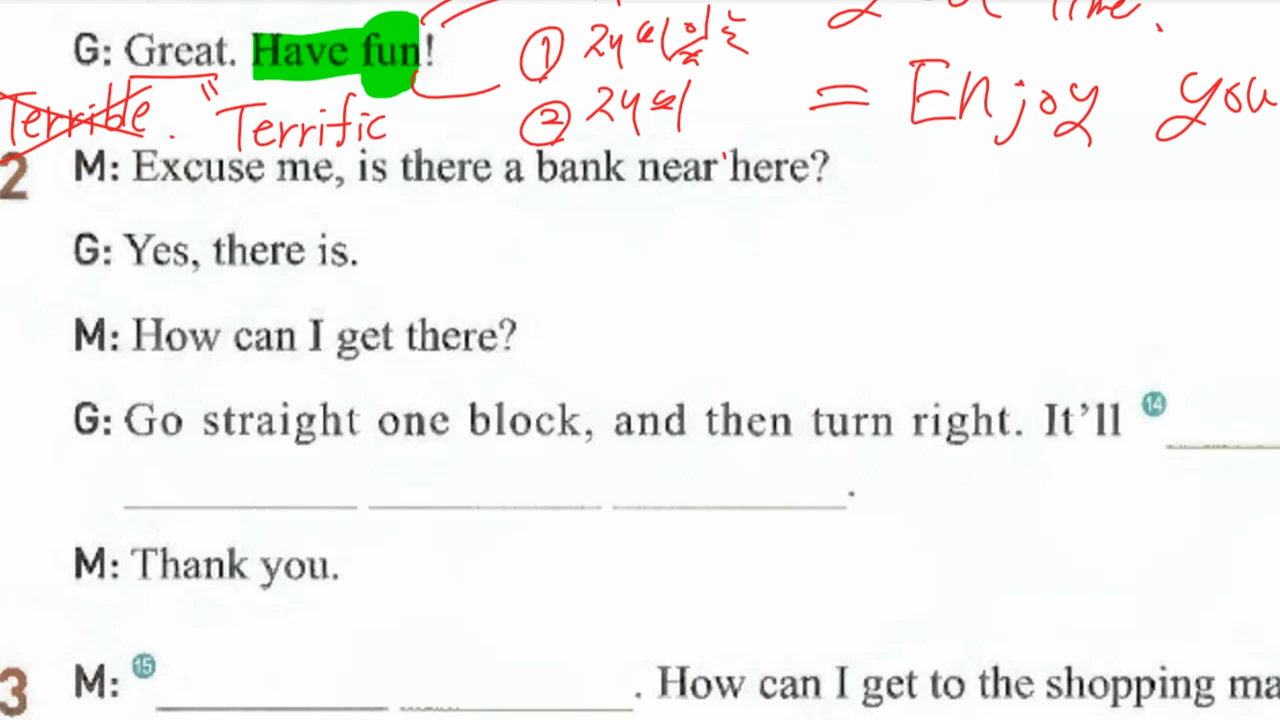 time.
G: Great. Have fun!
① 재미있는
= Enjoy you
Terrible. "Terrific
② 재미
2 M: Excuse me, is there a bank near here?
G: Yes, there is.
M: How can I get there?
G: Go straight one block, and then turn right. It'll 14
.
M: Thank you.
3 M: 15 . How can I get to the shopping ma